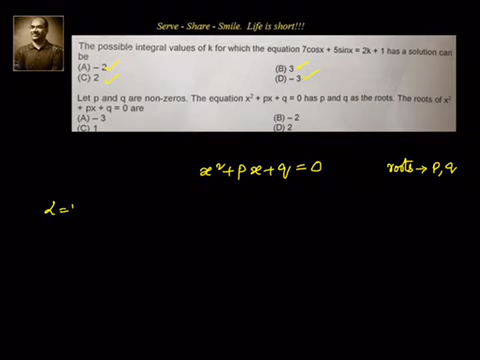 Serve - Share - Smile. Life is short!!!
The possible integral values of k for which the equation 7cosx + 5sinx = 2k + 1 has a solution can
be
(A) – 2 (B) 3
(C) 2 (D) – 3
Let p and q are non-zeros. The equation x² + px + q = 0 has p and q as the roots. The roots of x²
+ px + q = 0 are
(A) – 3 (B) – 2
(C) 1 (D) 2
x² + px + q = 0 roots → p, q
α =